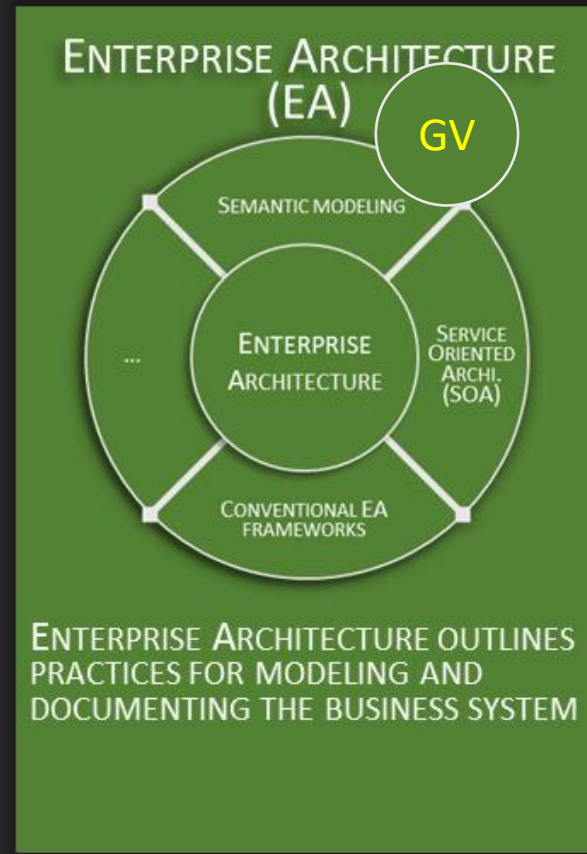 ENTERPRISE ARCHITECTURE
(EA)
GV
SEMANTIC MODELING
...
ENTERPRISE
ARCHITECTURE
SERVICE
ORIENTED
ARCHI.
(SOA)
CONVENTIONAL EA
FRAMEWORKS
ENTERPRISE ARCHITECTURE OUTLINES
PRACTICES FOR MODELING AND
DOCUMENTING THE BUSINESS SYSTEM